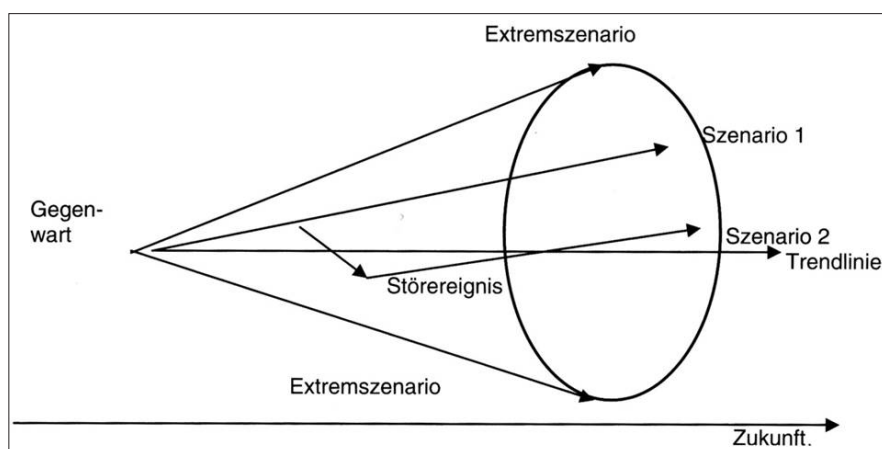 Extremszenario
Szenario 1
Gegen-
wart
Szenario 2
Trendlinie
Störereignis
Extremszenario
Zukunft.